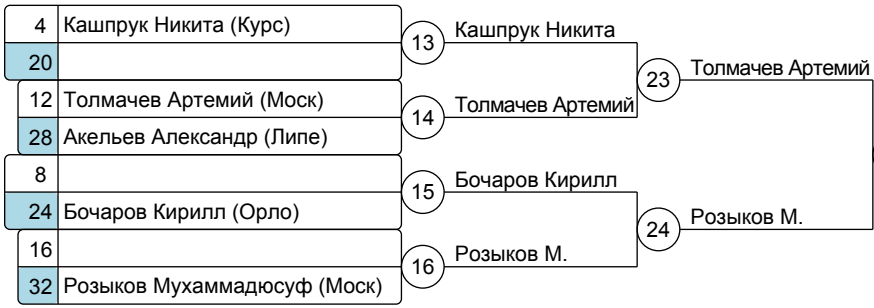 4 Кашпрук Никита (Курс)
13 Кашпрук Никита
20
23 Толмачев Артемий
12 Толмачев Артемий (Моск)
14 Толмачев Артемий
28 Акельев Александр (Липе)
8
15 Бочаров Кирилл
24 Бочаров Кирилл (Орло)
24 Розыков М.
16
16 Розыков М.
32 Розыков Мухаммадюсуф (Моск)